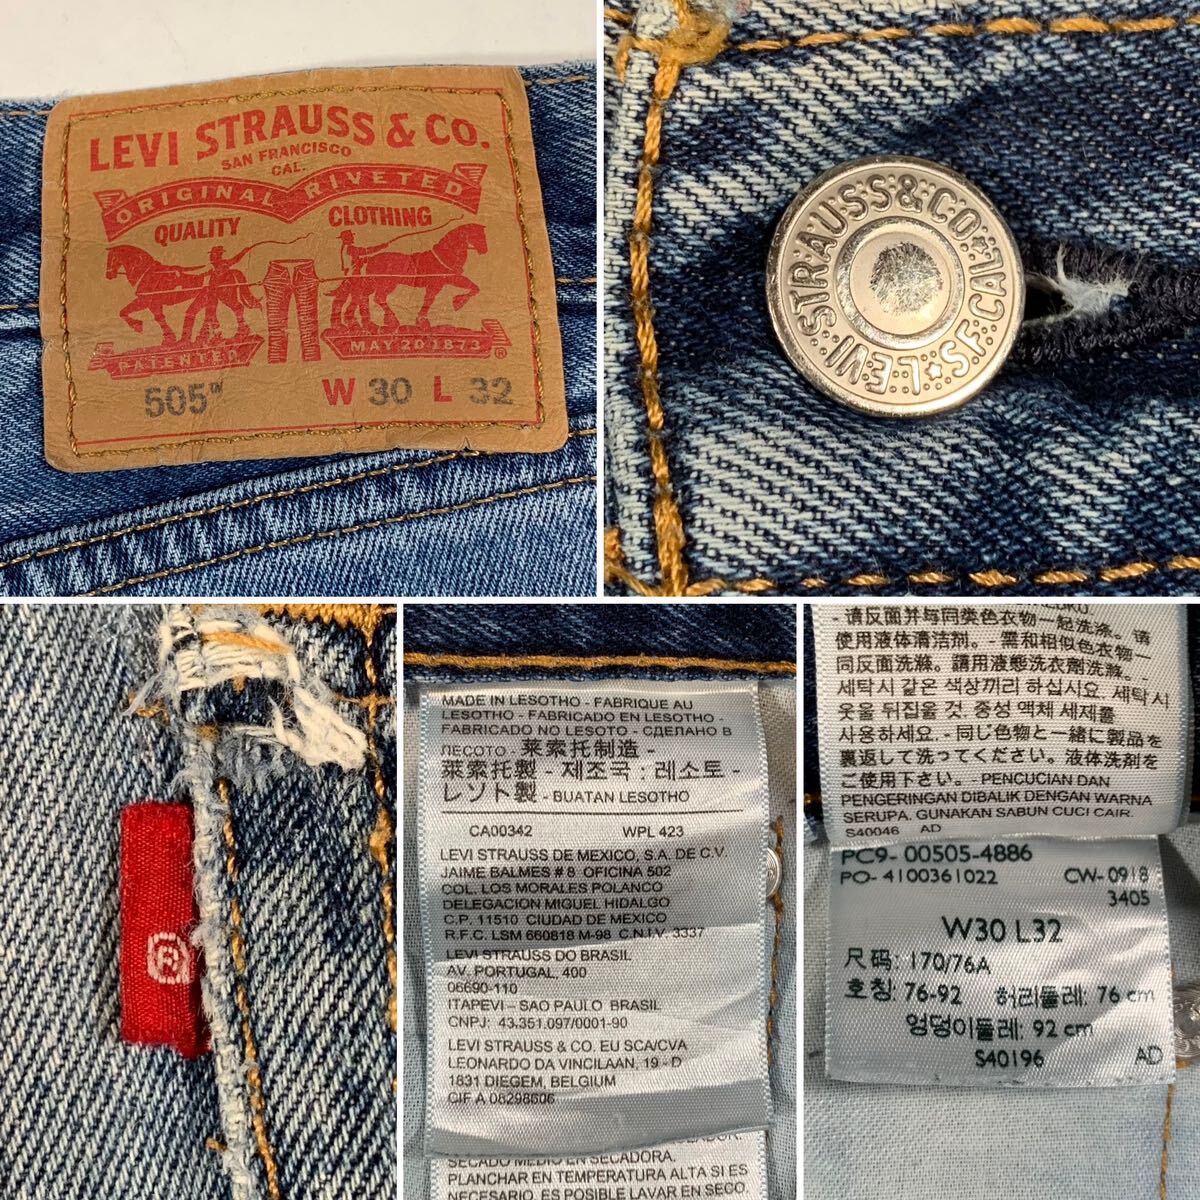 LEVI STRAUSS & CO.
SAN FRANCISCO
CAL.
ORIGINAL RIVETED
QUALITY CLOTHING
PATENTED MAY 20 1873 ®
505™ W 30 L 32
LEVI STRAUSS & CO. S.F. CAL.
®
MADE IN LESOTHO - FABRIQUE AU
LESOTHO - FABRICADO EN LESOTHO -
FABRICADO NO LESOTO - СДЕЛАНО В
ЛЕСОТО - 莱索托制造 -
萊索托製 - 제조국 : 레소토 -
レソト製 - BUATAN LESOTHO
CA00342 WPL 423
LEVI STRAUSS DE MEXICO, S.A. DE C.V.
JAIME BALMES # 8 OFICINA 502
COL. LOS MORALES POLANCO
DELEGACION MIGUEL HIDALGO
C.P. 11510 CIUDAD DE MEXICO
R.F.C. LSM 660818 M-98 C.N.I.V. 3337
LEVI STRAUSS DO BRASIL
AV. PORTUGAL, 400
06690-110
ITAPEVI – SAO PAULO BRASIL
CNPJ: 43.351.097/0001-90
LEVI STRAUSS & CO. EU SCA/CVA
LEONARDO DA VINCILAAN, 19 - D
1831 DIEGEM, BELGIUM
CIF A 08298606
SECADO MEDIO EN SECADORA.
PLANCHAR EN TEMPERATURA ALTA SI ES
NECESARIO. ES POSIBLE LAVAR EN SECO.
请反面并与同类色衣物一起洗涤。请
使用液体清洁剂。- 需和相似色衣物一
同反面洗滌。請用液態洗衣劑洗滌。-
세탁시 같은 색상끼리 하십시요. 세탁시
옷을 뒤집을 것. 중성 액체 세제를
사용하세요. - 同じ色物と一緒に製品を
裏返して洗ってください。液体洗剤を
ご使用下さい。- PENCUCIAN DAN
PENGERINGAN DIBALIK DENGAN WARNA
SERUPA. GUNAKAN SABUN CUCI CAIR.
S40046 AD
PC9- 00505-4886
PO- 4100361022 CW- 0918
3405
W30 L32
尺码: 170/76A
호칭: 76-92 허리둘레: 76 cm
엉덩이둘레: 92 cm
S40196 AD